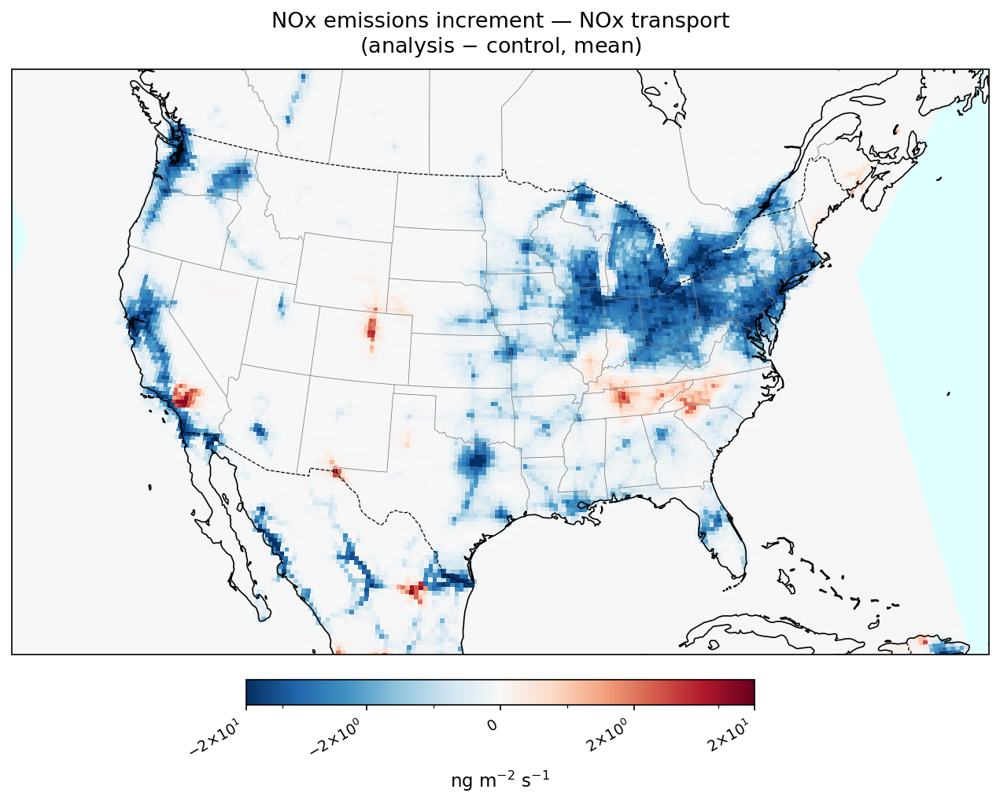 NOx emissions increment — NOx transport
(analysis − control, mean)
−2×10¹
−2×10⁰
0
2×10⁰
2×10¹
ng m⁻² s⁻¹